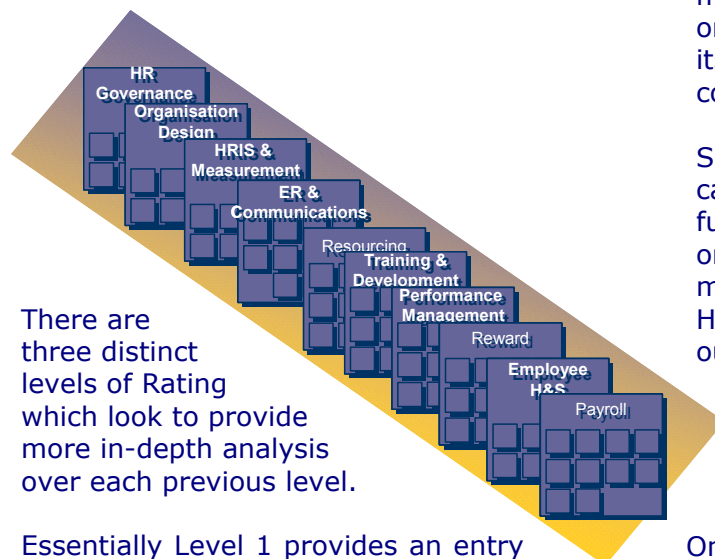 HR
Governance
Organisation
Design
HRIS &
Measurement
ER &
Communications
Resourcing
Training &
Development
Performance
Management
Reward
Employee
H&S
Payroll
There are
three distinct
levels of Rating
which look to provide
more in-depth analysis
over each previous level.
Essentially Level 1 provides an entry